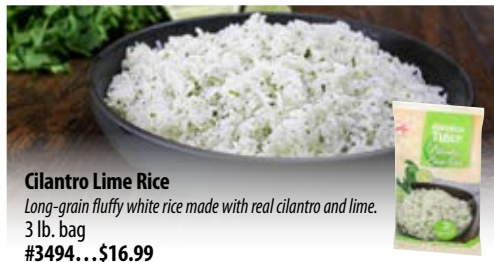 Cilantro Lime Rice
Long-grain fluffy white rice made with real cilantro and lime.
3 lb. bag
#3494...$16.99